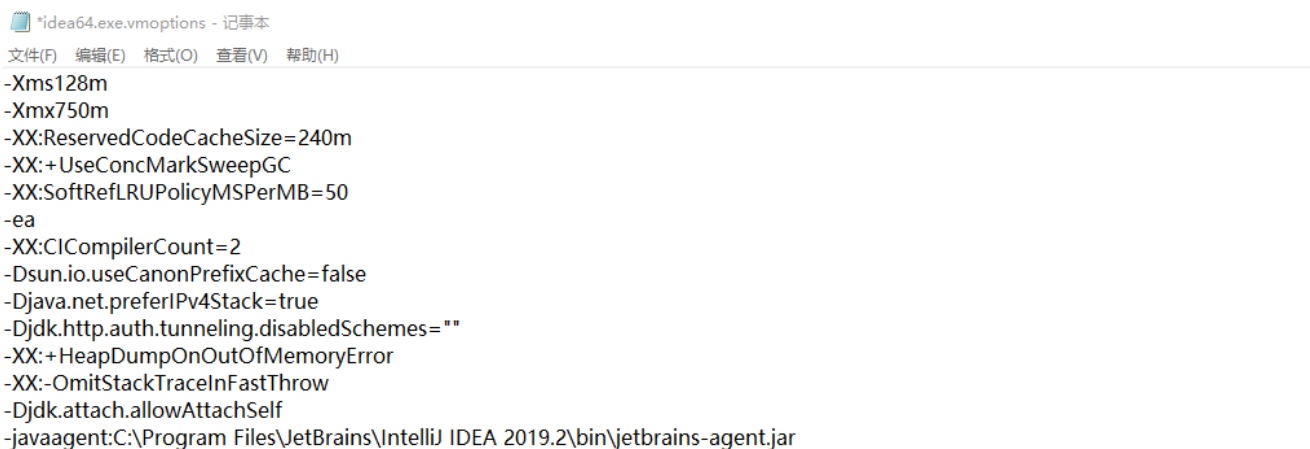 *idea64.exe.vmoptions - 记事本
文件(F) 编辑(E) 格式(O) 查看(V) 帮助(H)
-Xms128m
-Xmx750m
-XX:ReservedCodeCacheSize=240m
-XX:+UseConcMarkSweepGC
-XX:SoftRefLRUPolicyMSPerMB=50
-ea
-XX:CICompilerCount=2
-Dsun.io.useCanonPrefixCache=false
-Djava.net.preferIPv4Stack=true
-Djdk.http.auth.tunneling.disabledSchemes=""
-XX:+HeapDumpOnOutOfMemoryError
-XX:-OmitStackTraceInFastThrow
-Djdk.attach.allowAttachSelf
-javaagent:C:\Program Files\JetBrains\IntelliJ IDEA 2019.2\bin\jetbrains-agent.jar